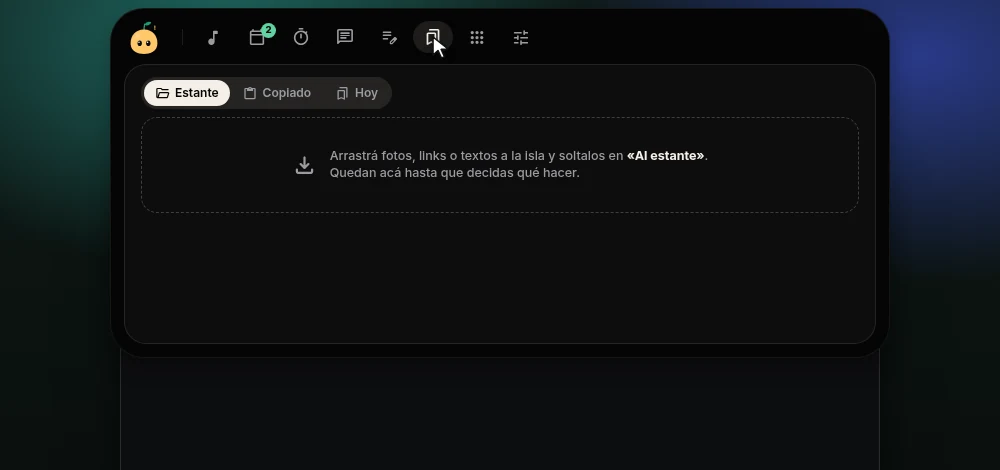 2
Estante
Copiado
Hoy
Arrastrá fotos, links o textos a la isla y soltalos en «Al estante».
Quedan acá hasta que decidas qué hacer.